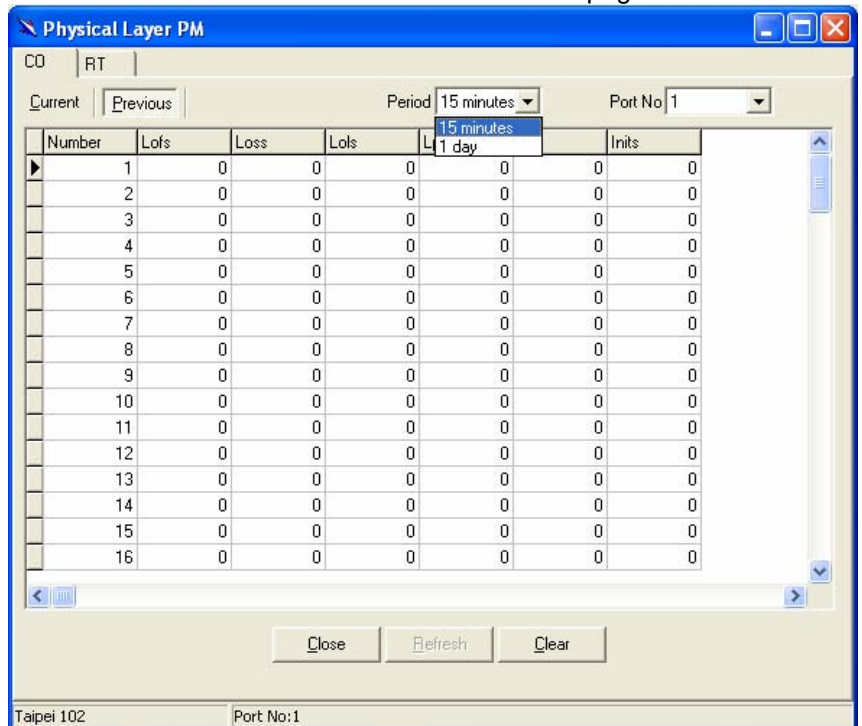 Physical Layer PM
CO RT
Current Previous Period 15 minutes Port No 1
15 minutes
1 day
Number Lofs Loss Lols Inits
1 0 0 0 0 0 0
2 0 0 0 0 0 0
3 0 0 0 0 0 0
4 0 0 0 0 0 0
5 0 0 0 0 0 0
6 0 0 0 0 0 0
7 0 0 0 0 0 0
8 0 0 0 0 0 0
9 0 0 0 0 0 0
10 0 0 0 0 0 0
11 0 0 0 0 0 0
12 0 0 0 0 0 0
13 0 0 0 0 0 0
14 0 0 0 0 0 0
15 0 0 0 0 0 0
16 0 0 0 0 0 0
Close Refresh Clear
Taipei 102 Port No:1